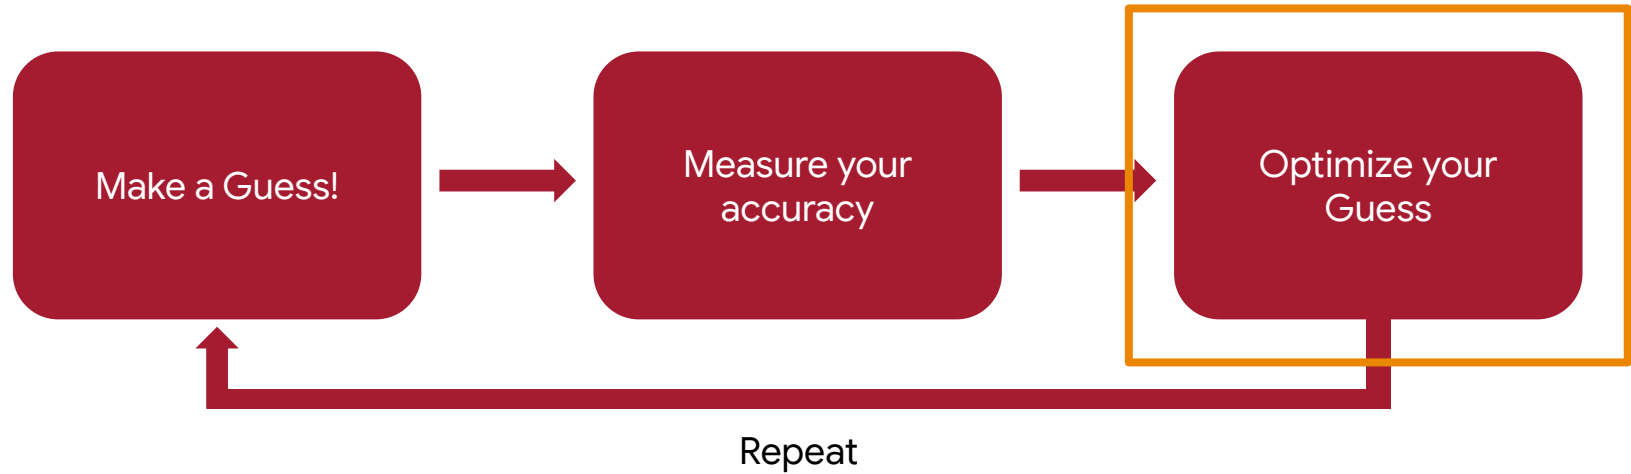 Make a Guess!
Measure your
accuracy
Optimize your
Guess
Repeat